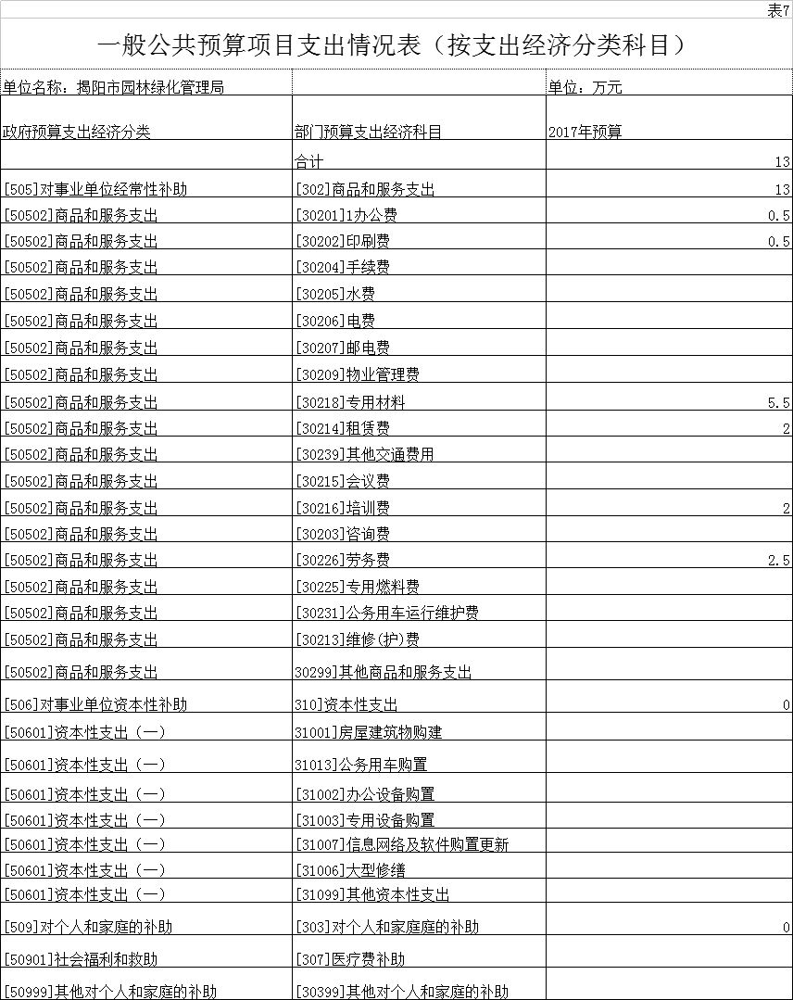 表7
一般公共预算项目支出情况表（按支出经济分类科目）
单位名称：揭阳市园林绿化管理局 单位：万元
政府预算支出经济分类 部门预算支出经济科目 2017年预算
合计 13
[505]对事业单位经常性补助 [302]商品和服务支出 13
[50502]商品和服务支出 [30201]1办公费 0.5
[50502]商品和服务支出 [30202]印刷费 0.5
[50502]商品和服务支出 [30204]手续费
[50502]商品和服务支出 [30205]水费
[50502]商品和服务支出 [30206]电费
[50502]商品和服务支出 [30207]邮电费
[50502]商品和服务支出 [30209]物业管理费
[50502]商品和服务支出 [30218]专用材料 5.5
[50502]商品和服务支出 [30214]租赁费 2
[50502]商品和服务支出 [30239]其他交通费用
[50502]商品和服务支出 [30215]会议费
[50502]商品和服务支出 [30216]培训费 2
[50502]商品和服务支出 [30203]咨询费
[50502]商品和服务支出 [30226]劳务费 2.5
[50502]商品和服务支出 [30225]专用燃料费
[50502]商品和服务支出 [30231]公务用车运行维护费
[50502]商品和服务支出 [30213]维修(护)费
[50502]商品和服务支出 30299]其他商品和服务支出
[506]对事业单位资本性补助 310]资本性支出 0
[50601]资本性支出（一） 31001]房屋建筑物购建
[50601]资本性支出（一） 31013]公务用车购置
[50601]资本性支出（一） [31002]办公设备购置
[50601]资本性支出（一） [31003]专用设备购置
[50601]资本性支出（一） [31007]信息网络及软件购置更新
[50601]资本性支出（一） [31006]大型修缮
[50601]资本性支出（一） [31099]其他资本性支出
[509]对个人和家庭的补助 [303]对个人和家庭庭的补助 0
[50901]社会福利和救助 [307]医疗费补助
[50999]其他对个人和家庭的补助 [30399]其他对个人和家庭的补助